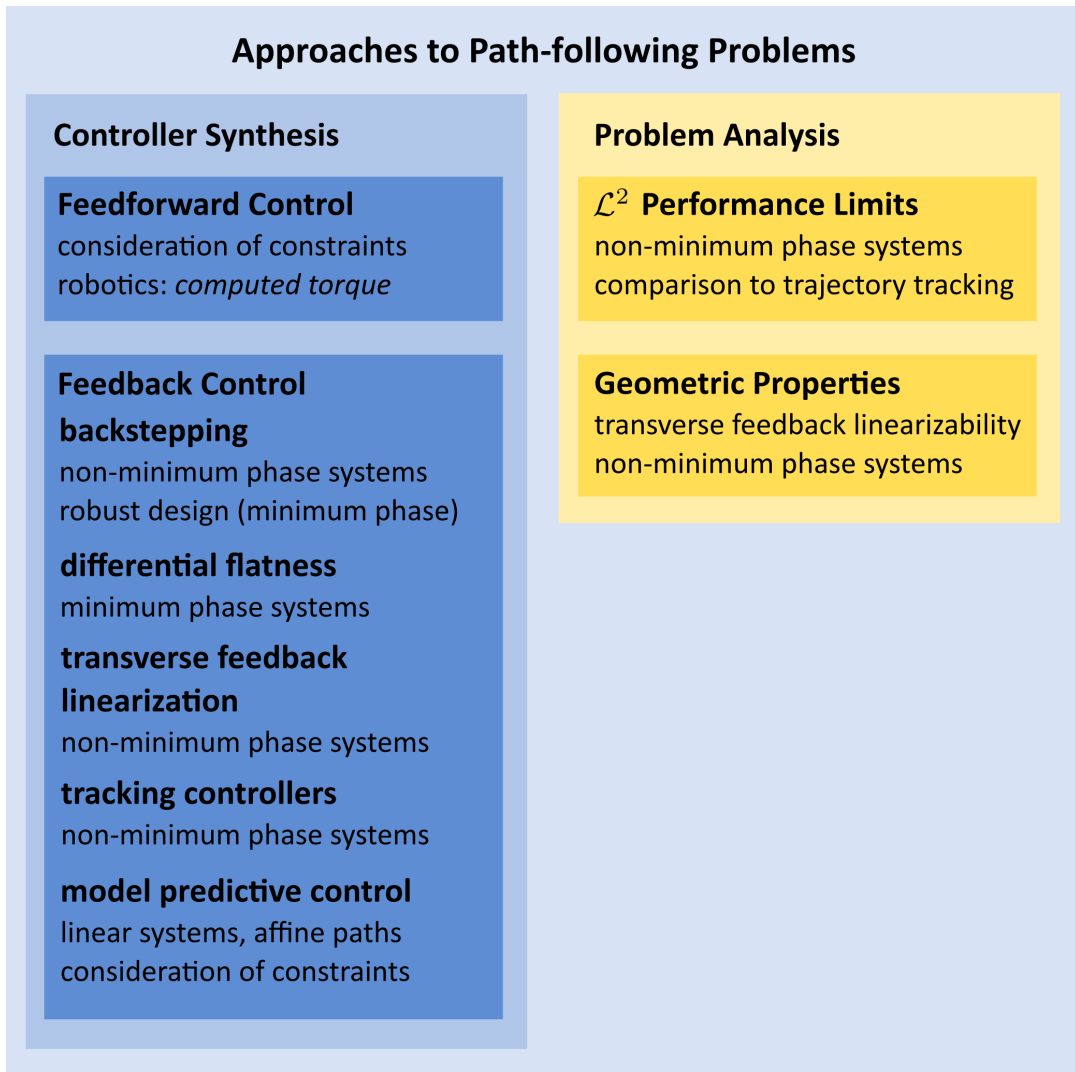 Approaches to Path-following Problems
Controller Synthesis
Feedforward Control
consideration of constraints
robotics: computed torque
Feedback Control
backstepping
non-minimum phase systems
robust design (minimum phase)
differential flatness
minimum phase systems
transverse feedback
linearization
non-minimum phase systems
tracking controllers
non-minimum phase systems
model predictive control
linear systems, affine paths
consideration of constraints
Problem Analysis
ℒ² Performance Limits
non-minimum phase systems
comparison to trajectory tracking
Geometric Properties
transverse feedback linearizability
non-minimum phase systems